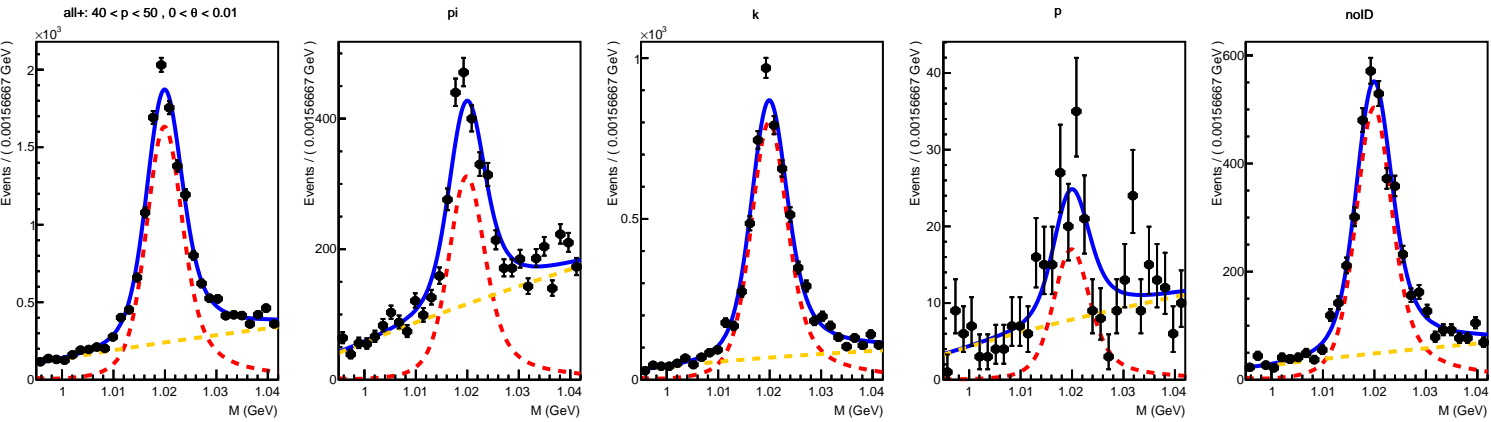 all+: 40 < p < 50 , 0 < θ < 0.01
×10³
Events / ( 0.00156667 GeV )
2
1.5
1
0.5
0
1 1.01 1.02 1.03 1.04
M (GeV)
pi
Events / ( 0.00156667 GeV )
400
200
0
1 1.01 1.02 1.03 1.04
M (GeV)
k
×10³
Events / ( 0.00156667 GeV )
1
0.5
0
1 1.01 1.02 1.03 1.04
M (GeV)
p
Events / ( 0.00156667 GeV )
40
30
20
10
0
1 1.01 1.02 1.03 1.04
M (GeV)
noID
Events / ( 0.00156667 GeV )
600
400
200
0
1 1.01 1.02 1.03 1.04
M (GeV)